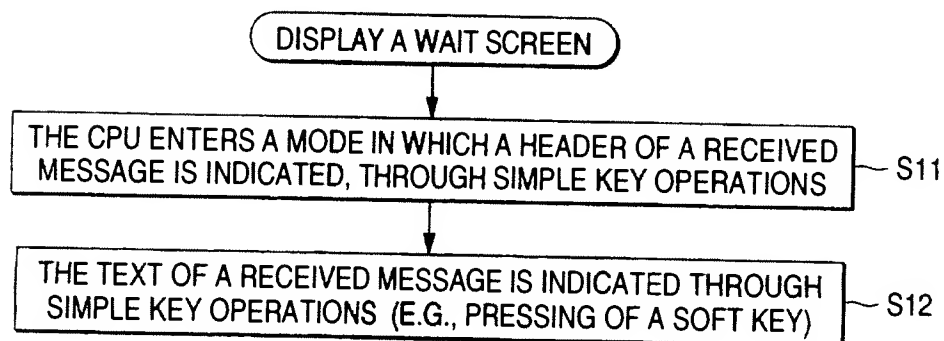 DISPLAY A WAIT SCREEN
THE CPU ENTERS A MODE IN WHICH A HEADER OF A RECEIVED
MESSAGE IS INDICATED, THROUGH SIMPLE KEY OPERATIONS
S11
THE TEXT OF A RECEIVED MESSAGE IS INDICATED THROUGH
SIMPLE KEY OPERATIONS (E.G., PRESSING OF A SOFT KEY)
S12